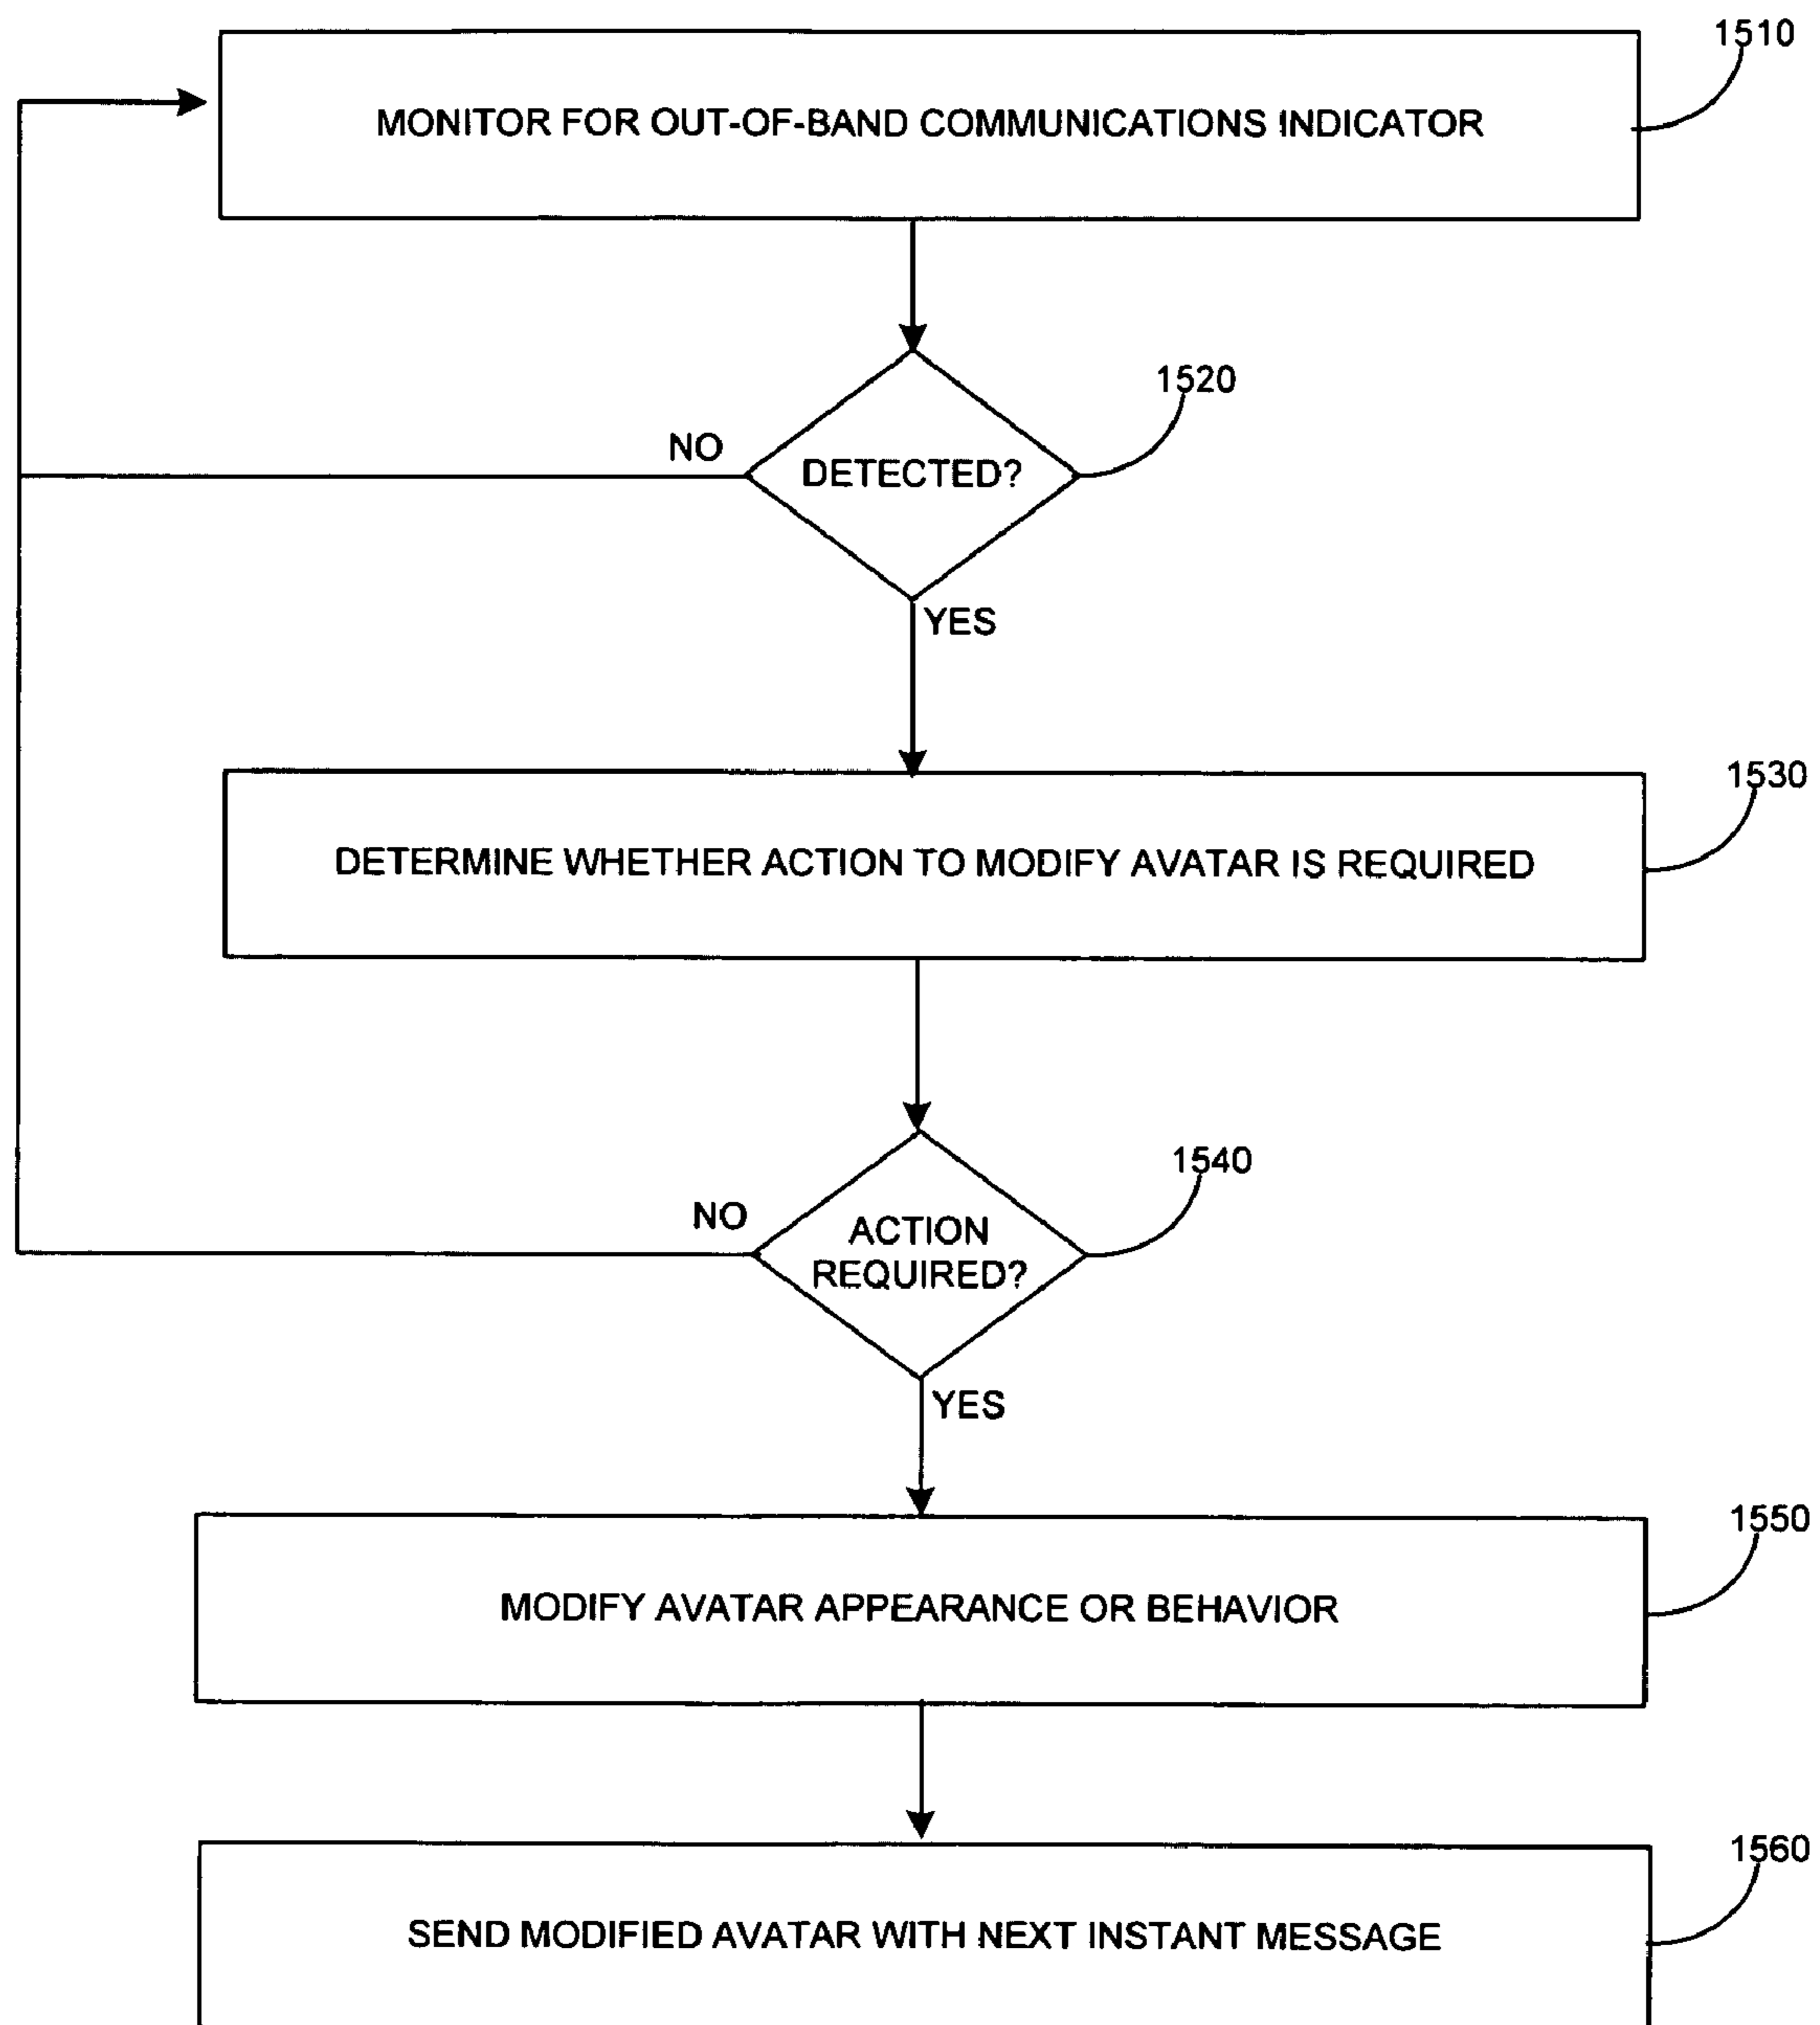 1510
MONITOR FOR OUT-OF-BAND COMMUNICATIONS INDICATOR
1520
NO
DETECTED?
YES
1530
DETERMINE WHETHER ACTION TO MODIFY AVATAR IS REQUIRED
1540
NO
ACTION
REQUIRED?
YES
1550
MODIFY AVATAR APPEARANCE OR BEHAVIOR
1560
SEND MODIFIED AVATAR WITH NEXT INSTANT MESSAGE